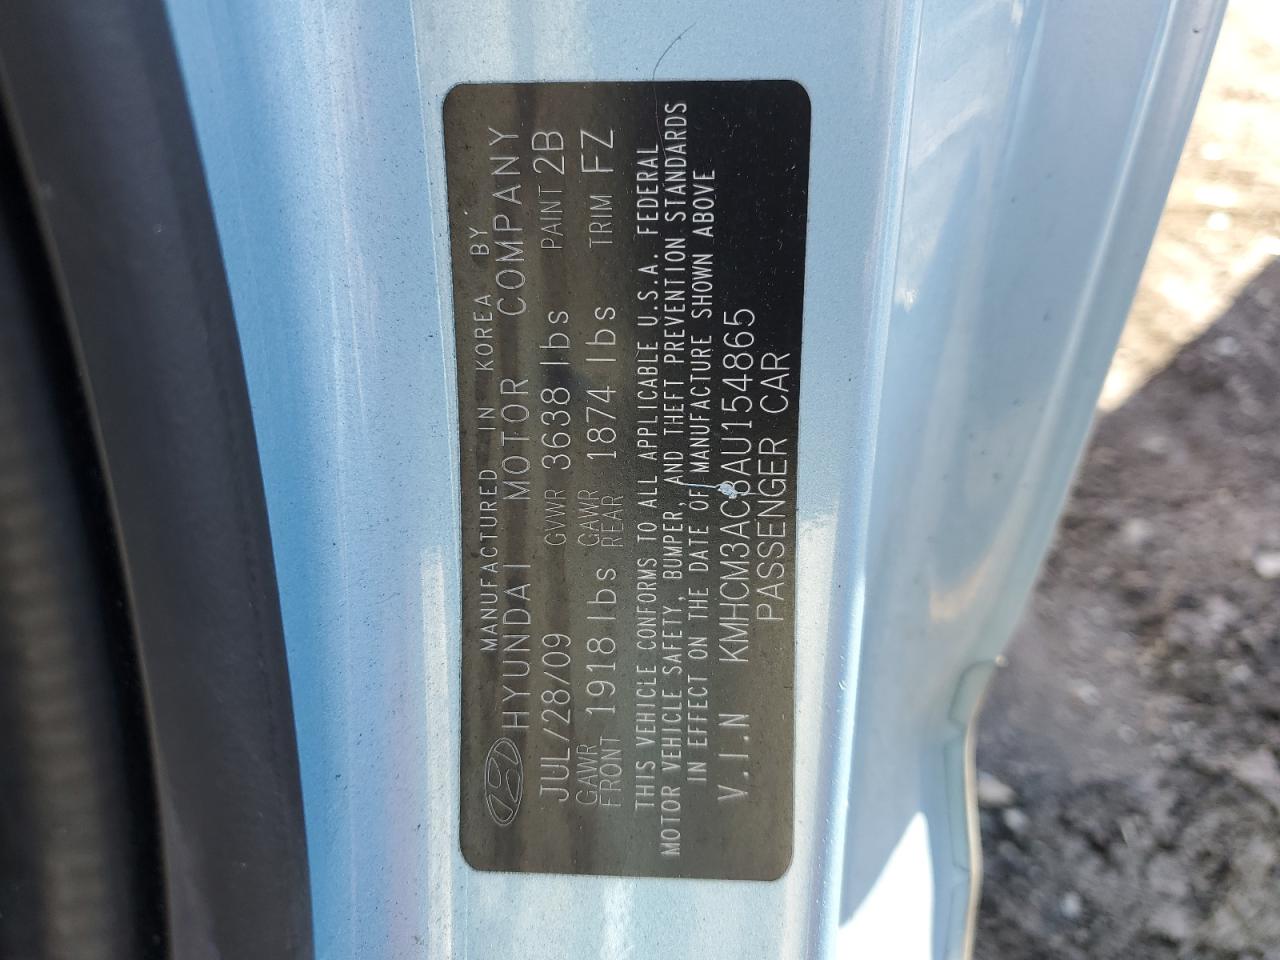 MANUFACTURED IN KOREA BY
HYUNDAI MOTOR COMPANY
JUL/28/09 GVWR 3638 lbs PAINT 2B
GAWR FRONT 1918 lbs GAWR REAR 1874 lbs TRIM FZ
THIS VEHICLE CONFORMS TO ALL APPLICABLE U.S.A. FEDERAL
MOTOR VEHICLE SAFETY, BUMPER, AND THEFT PREVENTION STANDARDS
IN EFFECT ON THE DATE OF MANUFACTURE SHOWN ABOVE
V.I.N KMHCM3AC8AU154865
PASSENGER CAR